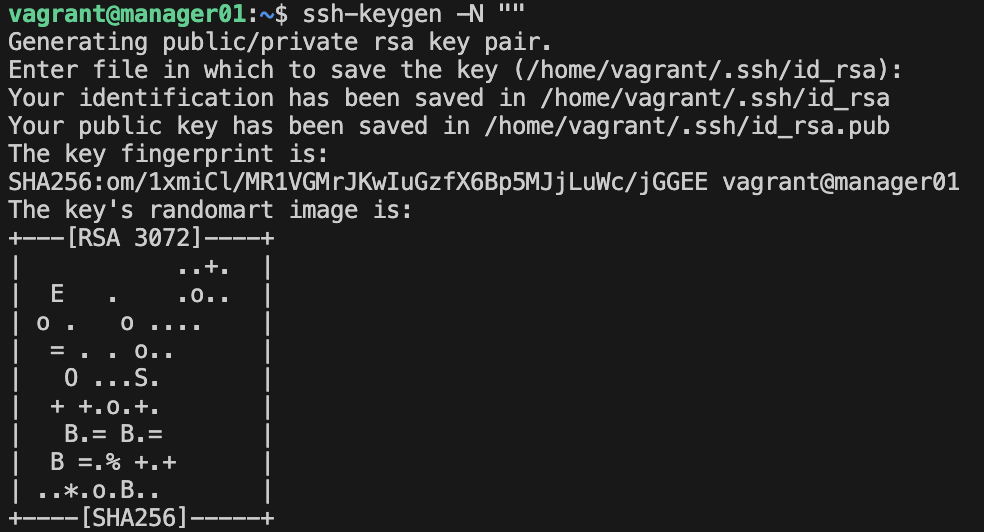 vagrant@manager01:~$ ssh-keygen -N ""
Generating public/private rsa key pair.
Enter file in which to save the key (/home/vagrant/.ssh/id_rsa):
Your identification has been saved in /home/vagrant/.ssh/id_rsa
Your public key has been saved in /home/vagrant/.ssh/id_rsa.pub
The key fingerprint is:
SHA256:om/1xmiCl/MR1VGMrJKwIuGzfX6Bp5MJjLuWc/jGGEE vagrant@manager01
The key's randomart image is:
+---[RSA 3072]----+
|           ..+.  |
|  E   .    .o..  |
| o .   o ....    |
|  = . . o..      |
|   O ...S.       |
|  + +.o.+.       |
|   B.= B.=       |
|  B =.% +.+      |
| ..*.o.B..       |
+----[SHA256]-----+